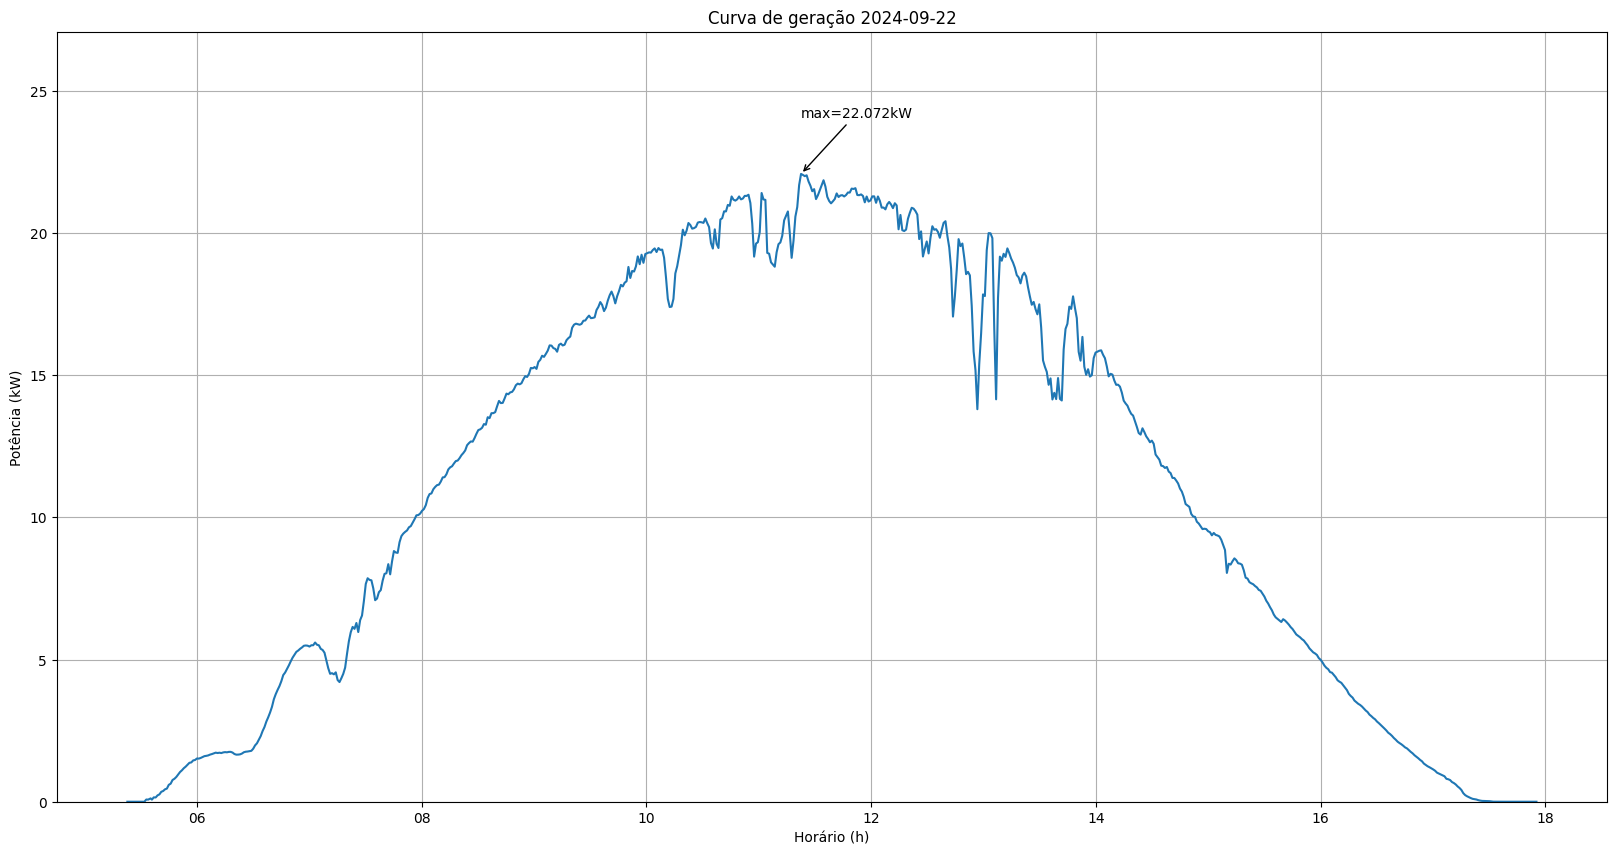 Curva de geração 2024-09-22
25
max=22.072kW
20
15
Potência (kW)
10
5
0
06 08 10 12 14 16 18
Horário (h)